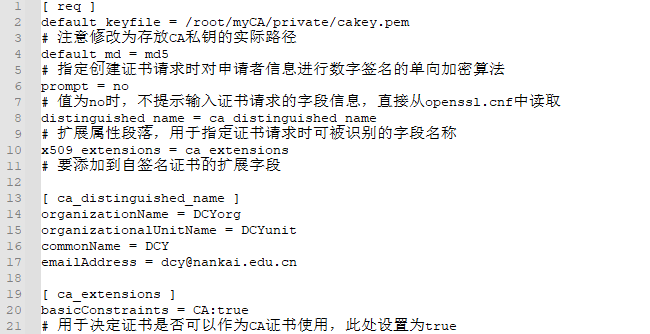 1 [ req ]
2 default_keyfile = /root/myCA/private/cakey.pem
3 # 注意修改为存放CA私钥的实际路径
4 default_md = md5
5 # 指定创建证书请求时对申请者信息进行数字签名的单向加密算法
6 prompt = no
7 # 值为no时，不提示输入证书请求的字段信息，直接从openssl.cnf中读取
8 distinguished_name = ca_distinguished_name
9 # 扩展属性段落，用于指定证书请求时可被识别的字段名称
10 x509_extensions = ca_extensions
11 # 要添加到自签名证书的扩展字段
12
13 [ ca_distinguished_name ]
14 organizationName = DCYorg
15 organizationalUnitName = DCYunit
16 commonName = DCY
17 emailAddress = dcy@nankai.edu.cn
18
19 [ ca_extensions ]
20 basicConstraints = CA:true
21 # 用于决定证书是否可以作为CA证书使用，此处设置为true